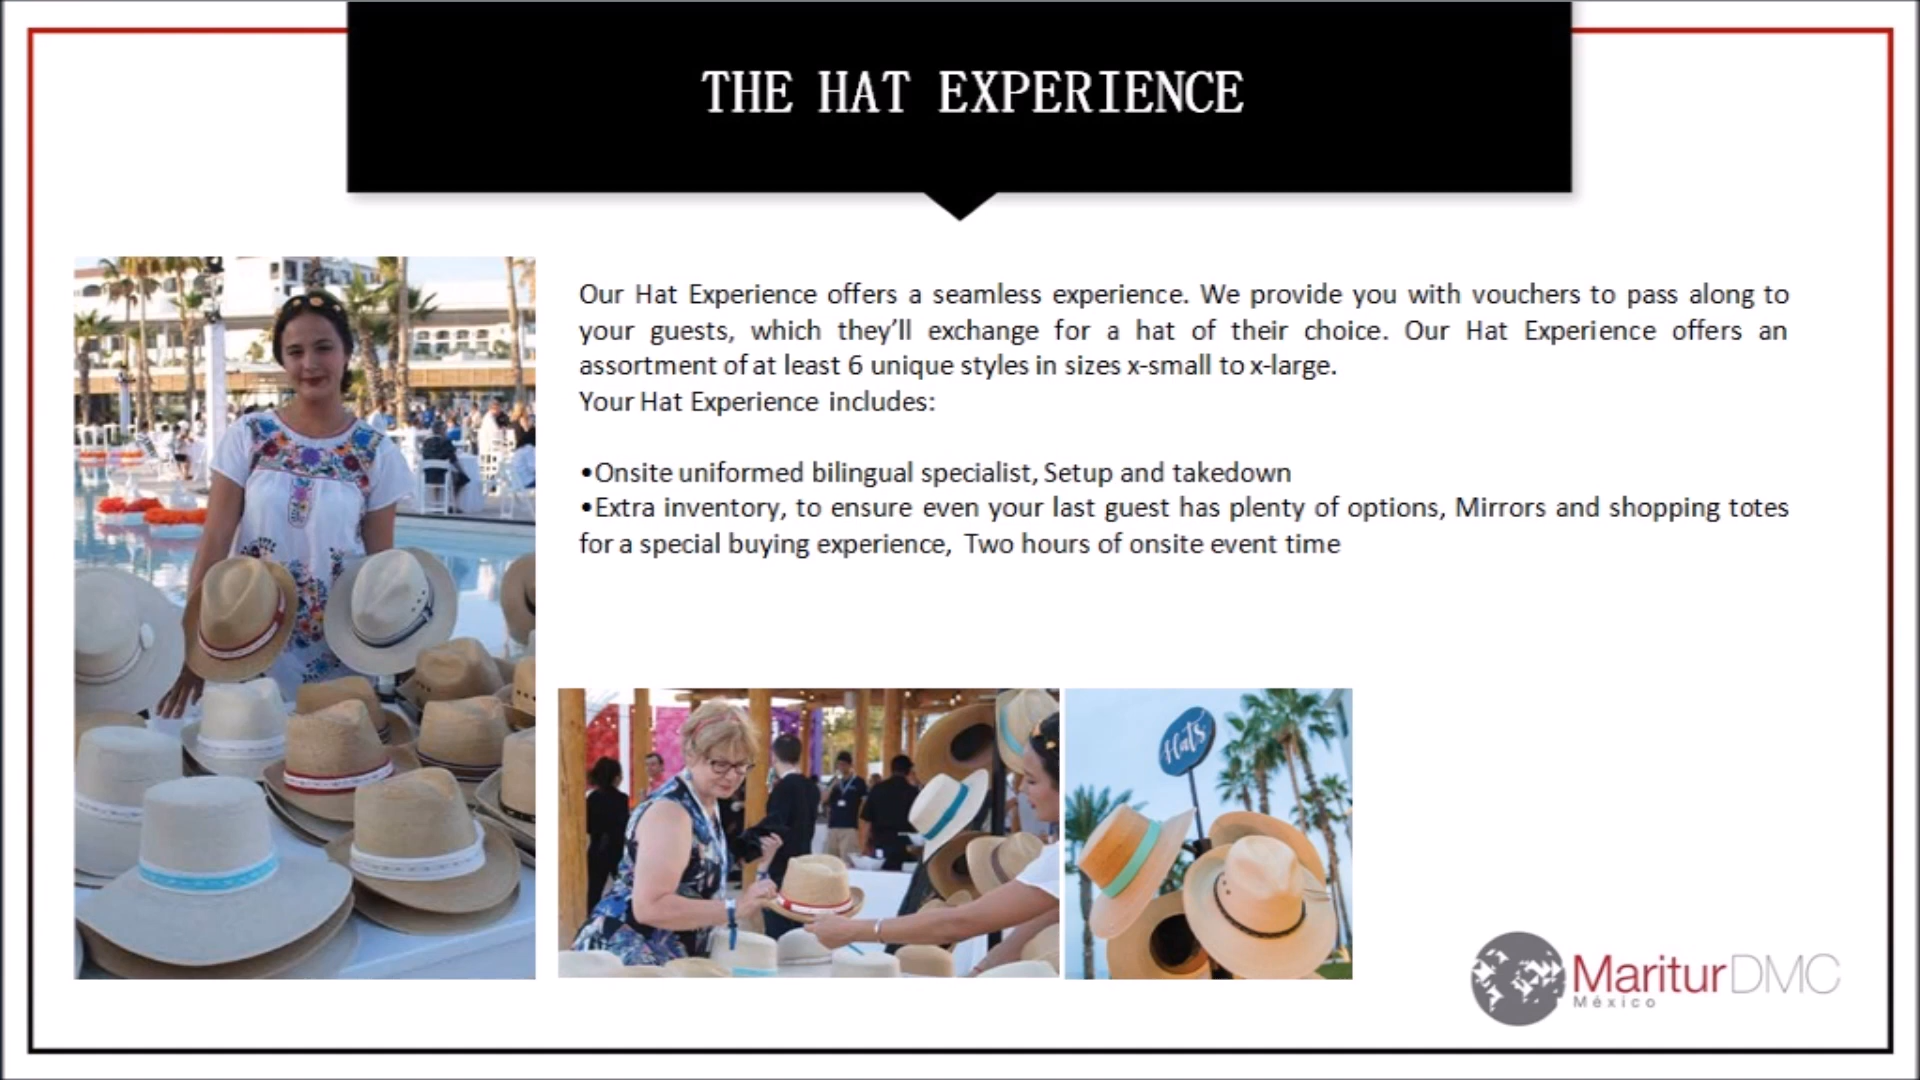 THE HAT EXPERIENCE
Our Hat Experience offers a seamless experience. We provide you with vouchers to pass along to
your guests, which they’ll exchange for a hat of their choice. Our Hat Experience offers an
assortment of at least 6 unique styles in sizes x-small to x-large.
Your Hat Experience includes:
•Onsite uniformed bilingual specialist, Setup and takedown
•Extra inventory, to ensure even your last guest has plenty of options, Mirrors and shopping totes
for a special buying experience, Two hours of onsite event time
Hats
MariturDMC
México